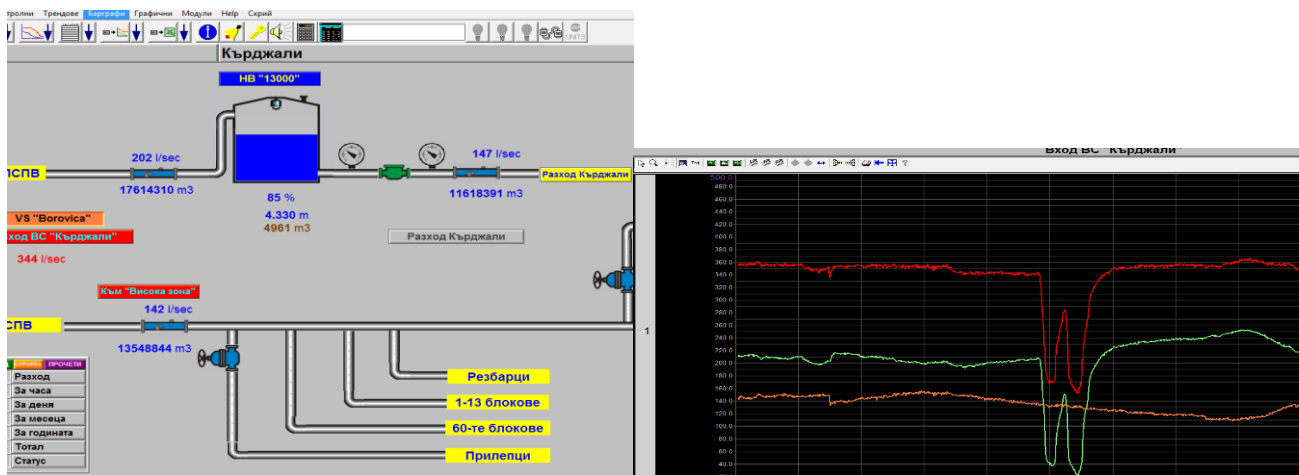 тролни Трендове Барграфи Графични Модули Help Скрий
UNITS
Кърджали
НВ "13000"
202 l/sec
147 l/sec
ПСПВ
Разход Кърджали
17614310 m3
11618391 m3
85 %
4.330 m
4961 m3
VS "Borovica"
ход ВС "Кърджали"
Разход Кърджали
344 l/sec
Към "Висока зона"
142 l/sec
СПВ
13548844 m3
ПРОЧЕТИ
Разход
За часа
За деня
За месеца
За годината
Тотал
Статус
Резбарци
1-13 блокове
60-те блокове
Прилепци
Вход ВС "Кърджали"
500.0
480.0
460.0
440.0
420.0
400.0
380.0
360.0
340.0
320.0
300.0
280.0
260.0
240.0
220.0
200.0
180.0
160.0
140.0
120.0
100.0
80.0
60.0
40.0
1